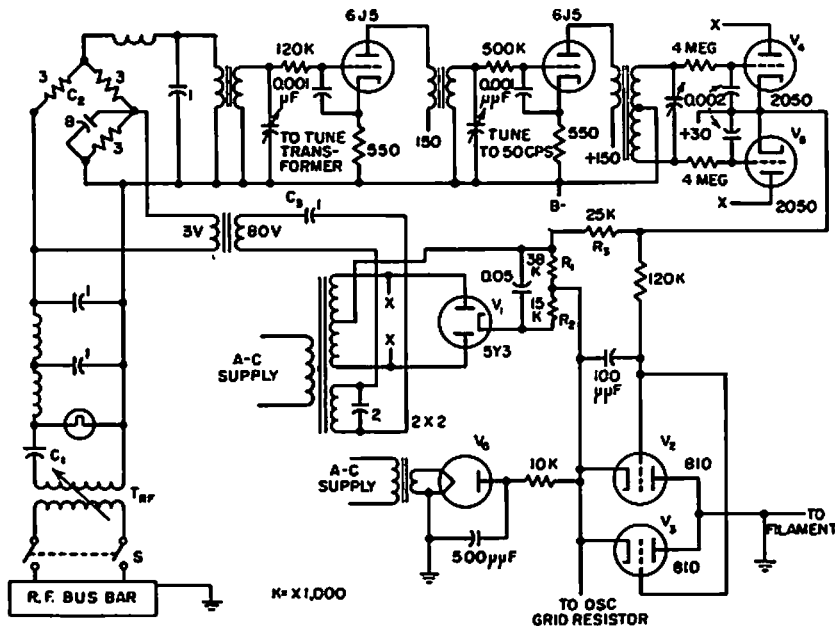 6J5
6J5
V4
120K
500K
4 MEG
X
3
3
C2
0.001
μF
0.001
μμF
0.002
2050
8
1
TO TUNE
TRANS-
FORMER
TUNE
TO 50CPS
+30
3
550
150
550
+150
V5
4 MEG
X
2050
B-
C3
1
25K
3V
80V
R3
38
K
R1
0.05
120K
1
X
V1
15
K
R2
X
A-C
SUPPLY
5Y3
1
100
μμF
2
2X2
V2
C1
A-C
SUPPLY
V6
10K
810
TRF
V3
TO
FILAMENT
S
500μμF
810
R.F. BUS BAR
K= X1,000
TO OSC
GRID RESISTOR